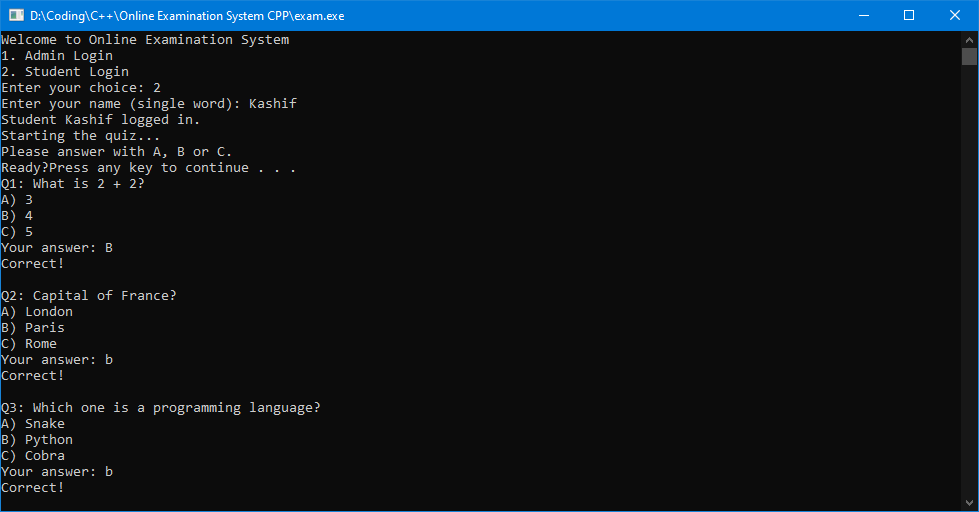 D:\Coding\C++\Online Examination System CPP\exam.exe
Welcome to Online Examination System
1. Admin Login
2. Student Login
Enter your choice: 2
Enter your name (single word): Kashif
Student Kashif logged in.
Starting the quiz...
Please answer with A, B or C.
Ready?Press any key to continue . . .
Q1: What is 2 + 2?
A) 3
B) 4
C) 5
Your answer: B
Correct!

Q2: Capital of France?
A) London
B) Paris
C) Rome
Your answer: b
Correct!

Q3: Which one is a programming language?
A) Snake
B) Python
C) Cobra
Your answer: b
Correct!